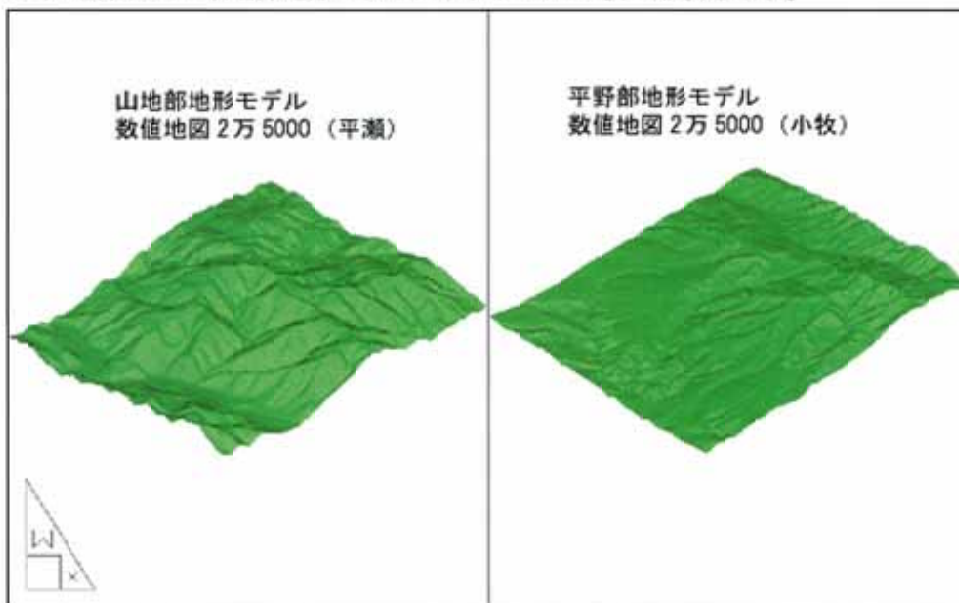 山地部地形モデル
数値地図 2万 5000 （平瀬）
平野部地形モデル
数値地図 2万 5000 （小牧）
W
X